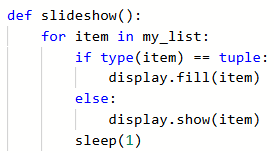 def slideshow():
    for item in my_list:
        if type(item) == tuple:
            display.fill(item)
        else:
            display.show(item)
        sleep(1)